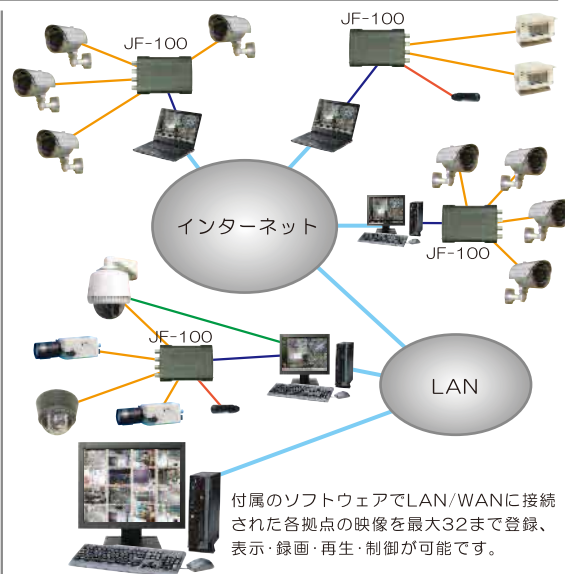 JF-100
JF-100
インターネット
JF-100
JF-100
LAN
付属のソフトウェアでLAN/WANに接続
された各拠点の映像を最大32まで登録、
表示・録画・再生・制御が可能です。